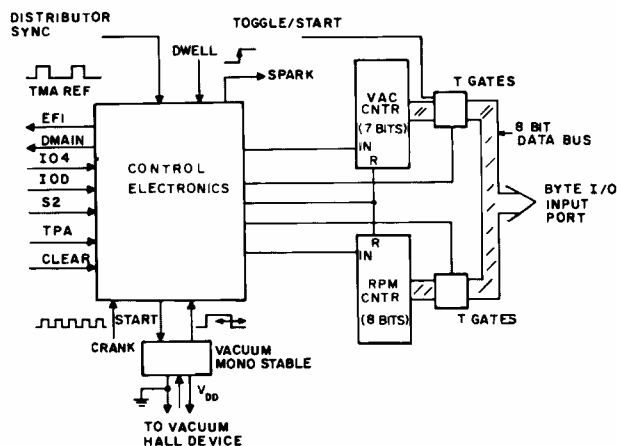 DISTRIBUTOR
SYNC
TOGGLE/START
DWELL
T GATES
SPARK
TMA REF
VAC
CNTR
(7 BITS)
IN
R
8 BIT
DATA BUS
EFI
DMAIN
IO4
IOD
S2
TPA
CLEAR
CONTROL
ELECTRONICS
BYTE I/O
INPUT
PORT
R
IN
RPM
CNTR
(8 BITS)
T GATES
START
CRANK
VACUUM
MONO STABLE
VDD
TO VACUUM
HALL DEVICE